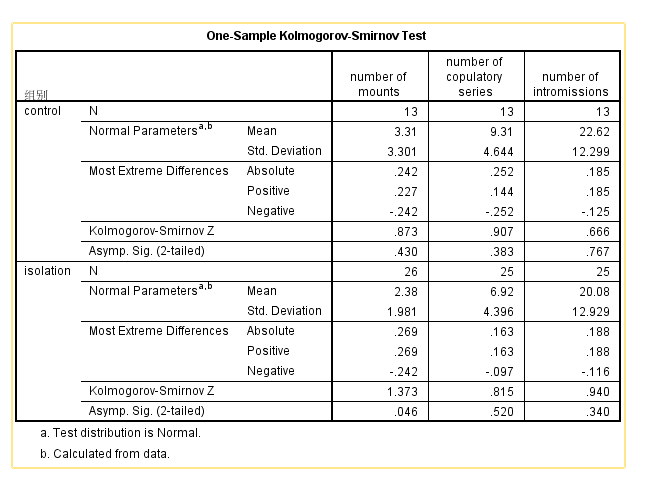 One-Sample Kolmogorov-Smirnov Test
组别 number of mounts number of copulatory series number of intromissions
control N 13 13 13
Normal Parametersa,b Mean 3.31 9.31 22.62
Std. Deviation 3.301 4.644 12.299
Most Extreme Differences Absolute .242 .252 .185
Positive .227 .144 .185
Negative -.242 -.252 -.125
Kolmogorov-Smirnov Z .873 .907 .666
Asymp. Sig. (2-tailed) .430 .383 .767
isolation N 26 25 25
Normal Parametersa,b Mean 2.38 6.92 20.08
Std. Deviation 1.981 4.396 12.929
Most Extreme Differences Absolute .269 .163 .188
Positive .269 .163 .188
Negative -.242 -.097 -.116
Kolmogorov-Smirnov Z 1.373 .815 .940
Asymp. Sig. (2-tailed) .046 .520 .340
a. Test distribution is Normal.
b. Calculated from data.